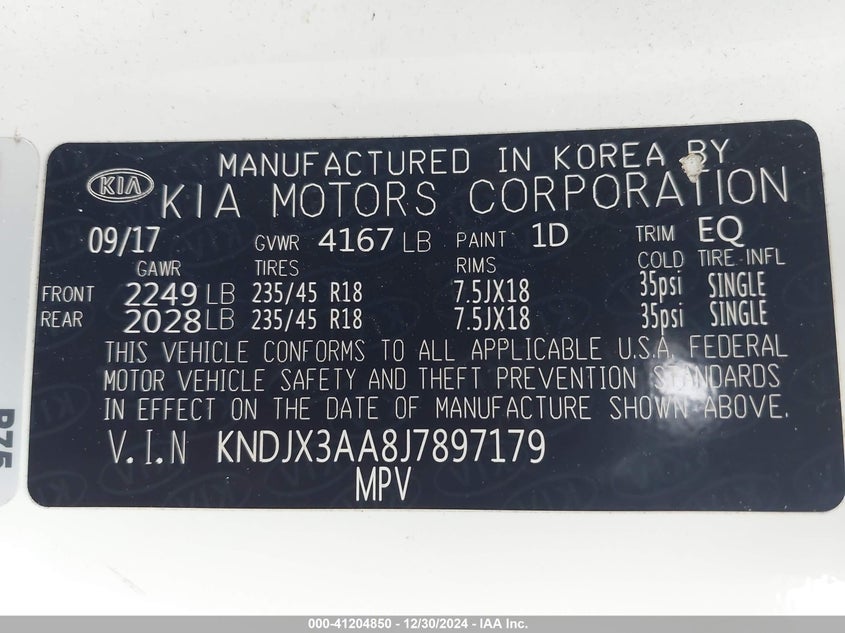 MANUFACTURED IN KOREA BY
KIA KIA MOTORS CORPORATION
09/17 GVWR 4167 LB PAINT 1D TRIM EQ
GAWR TIRES RIMS COLD TIRE. INFL
FRONT 2249 LB 235/45 R18 7.5JX18 35psi SINGLE
REAR 2028 LB 235/45 R18 7.5JX18 35psi SINGLE
THIS VEHICLE CONFORMS TO ALL APPLICABLE U.S.A. FEDERAL
MOTOR VEHICLE SAFETY AND THEFT PREVENTION STANDARDS
IN EFFECT ON THE DATE OF MANUFACTURE SHOWN ABOVE.
V.I.N KNDJX3AA8J7897179
MPV
000-41204850 - 12/30/2024 - IAA Inc.